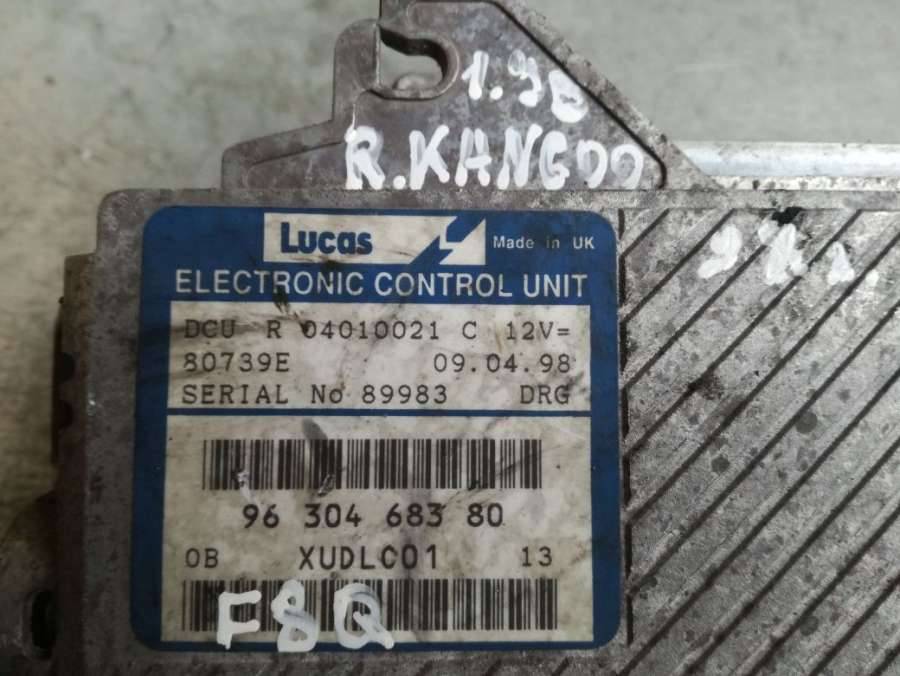 1.9D
R.KANGOO
Lucas
Made in UK
ELECTRONIC CONTROL UNIT
DCU R 04010021 C 12V=
80739E 09.04.98
SERIAL No 89983 DRG
96 304 683 80
0B XUDLC01 13
F8Q